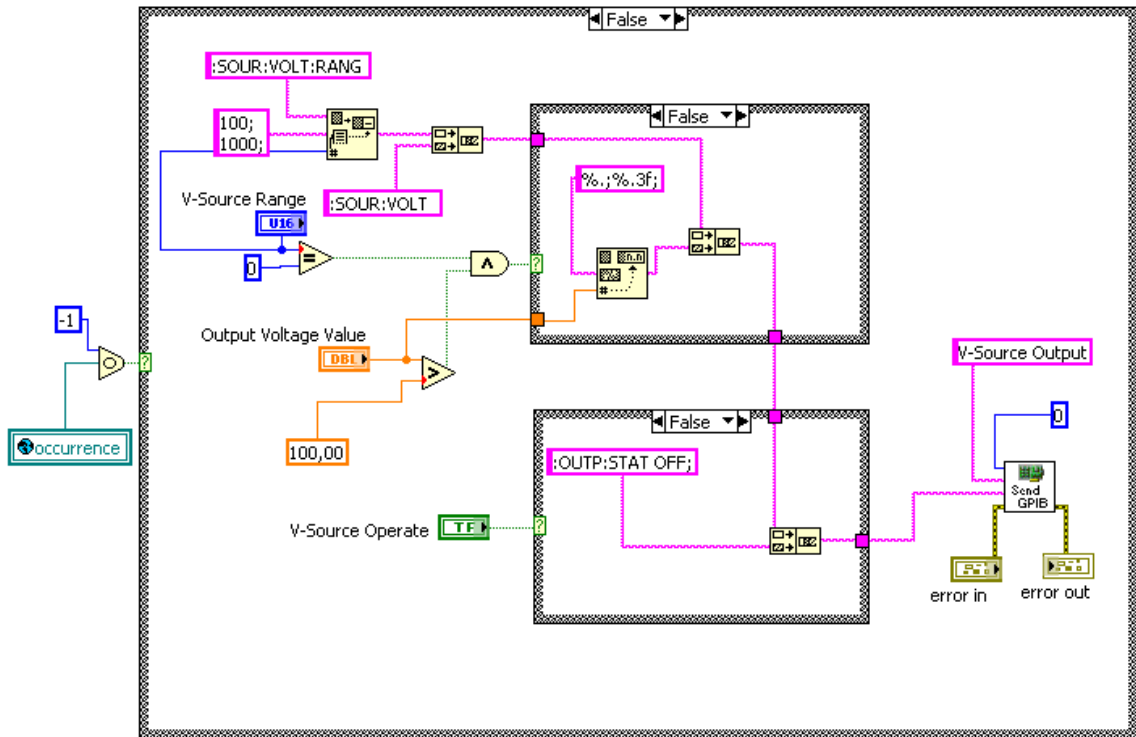 False
:SOUR:VOLT:RANG
100;
1000;
#
:SOUR:VOLT
V-Source Range
U16
=
0
False
%.;%.3f;
n.n
#
-1
Output Voltage Value
DBL
>
100,00
?
?
occurrence
V-Source Output
0
Send
GPIB
error in
error out
False
:OUTP:STAT OFF;
V-Source Operate
TF
?